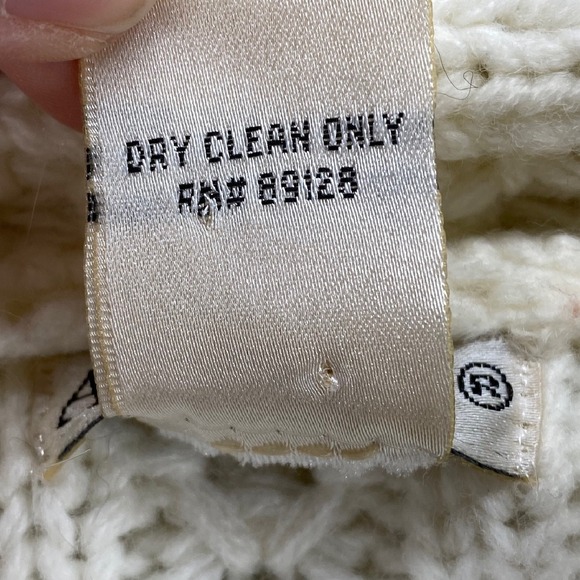 DRY CLEAN ONLY
RN# 89128
A
®